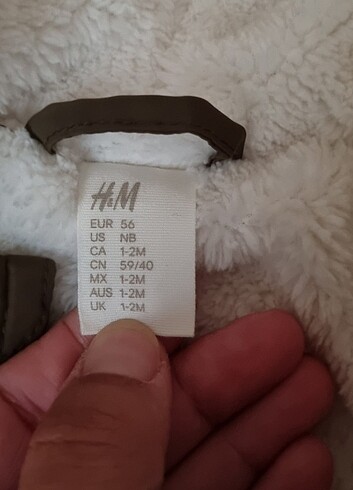 H&M
EUR 56
US NB
CA 1-2M
CN 59/40
MX 1-2M
AUS 1-2M
UK 1-2M